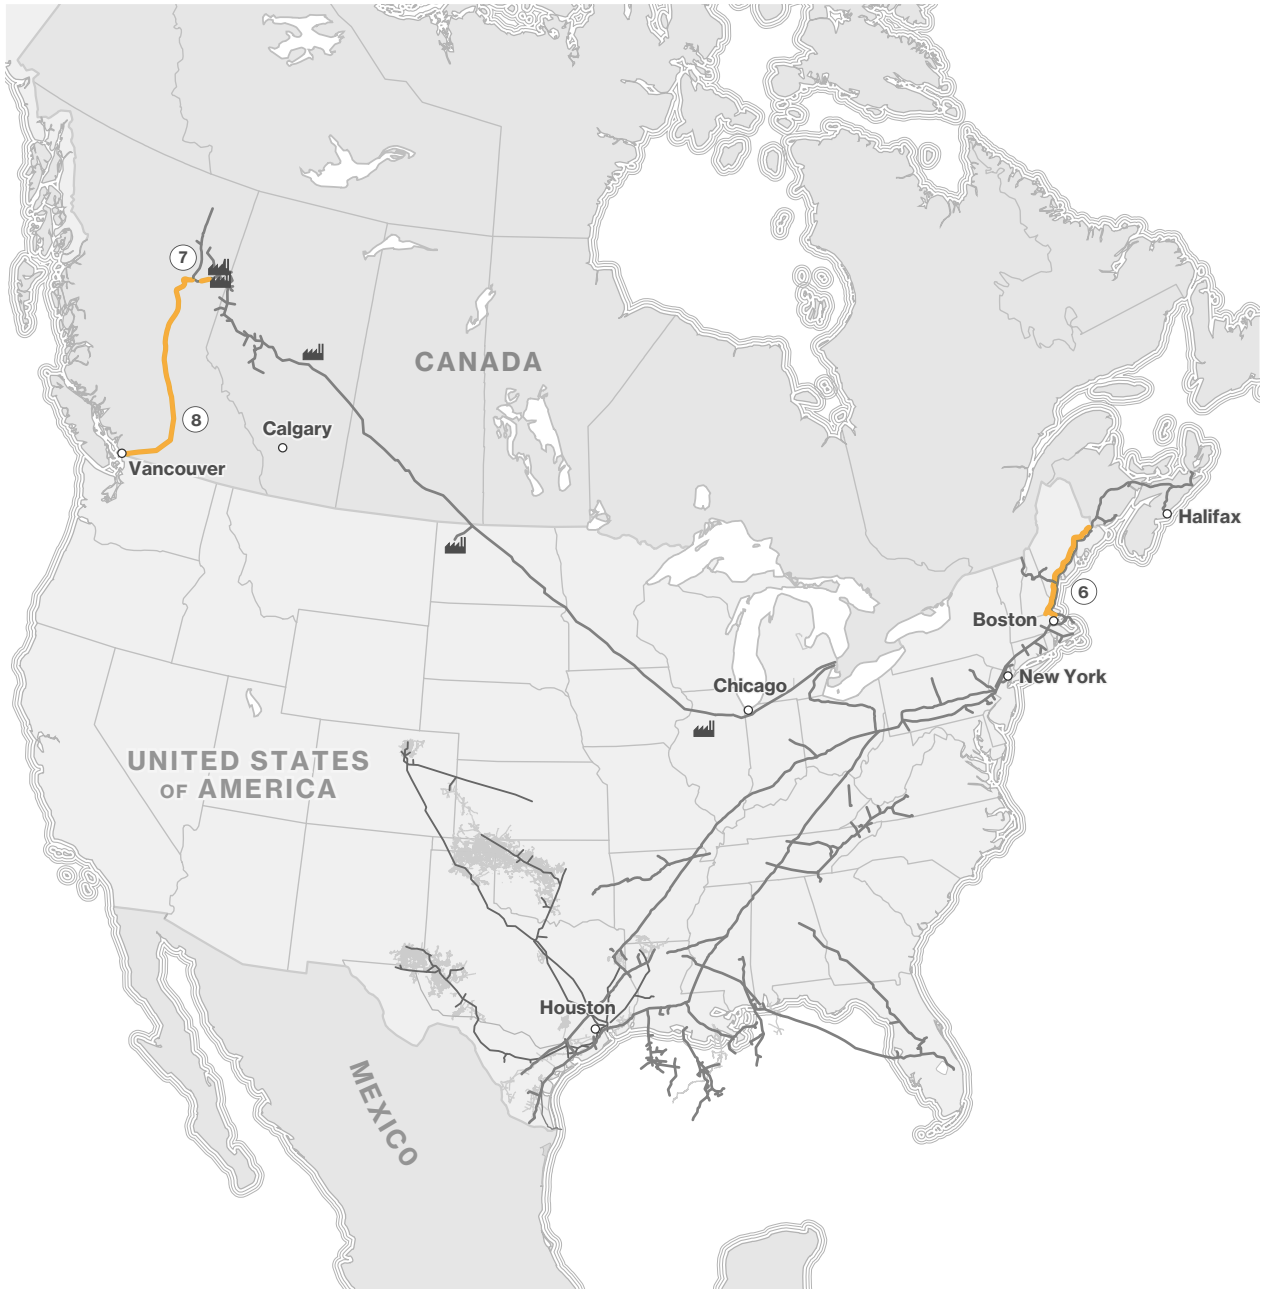 7
CANADA
8
Calgary
Vancouver
Halifax
6
Boston
New York
Chicago
UNITED STATES
OF AMERICA
Houston
MEXICO